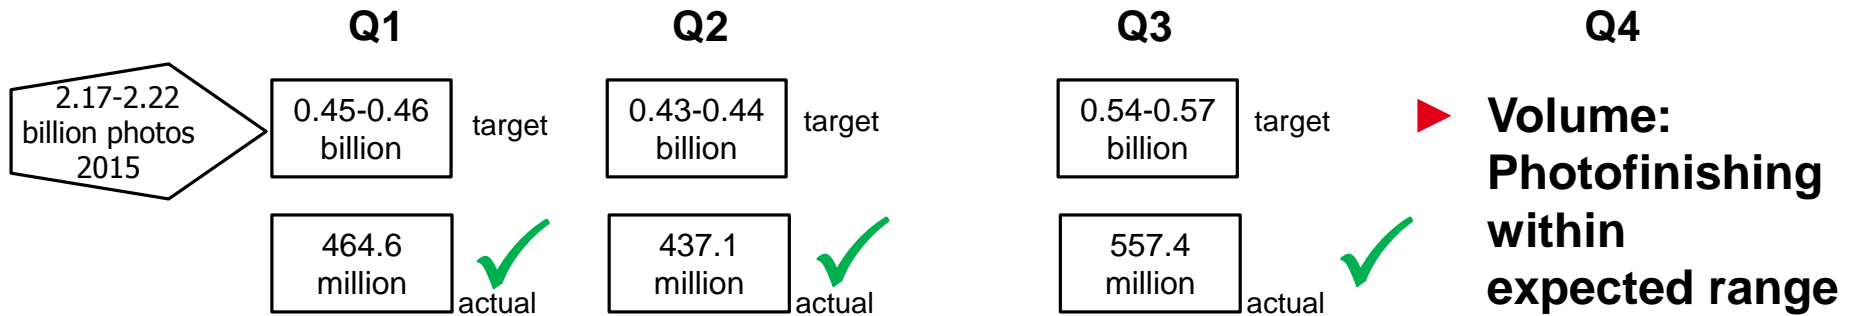 Q1
Q2
Q3
Q4
2.17-2.22
billion photos
2015
0.45-0.46
billion
target
0.43-0.44
billion
target
0.54-0.57
billion
target
464.6
million
actual
437.1
million
actual
557.4
million
actual
Volume:
Photofinishing
within
expected range